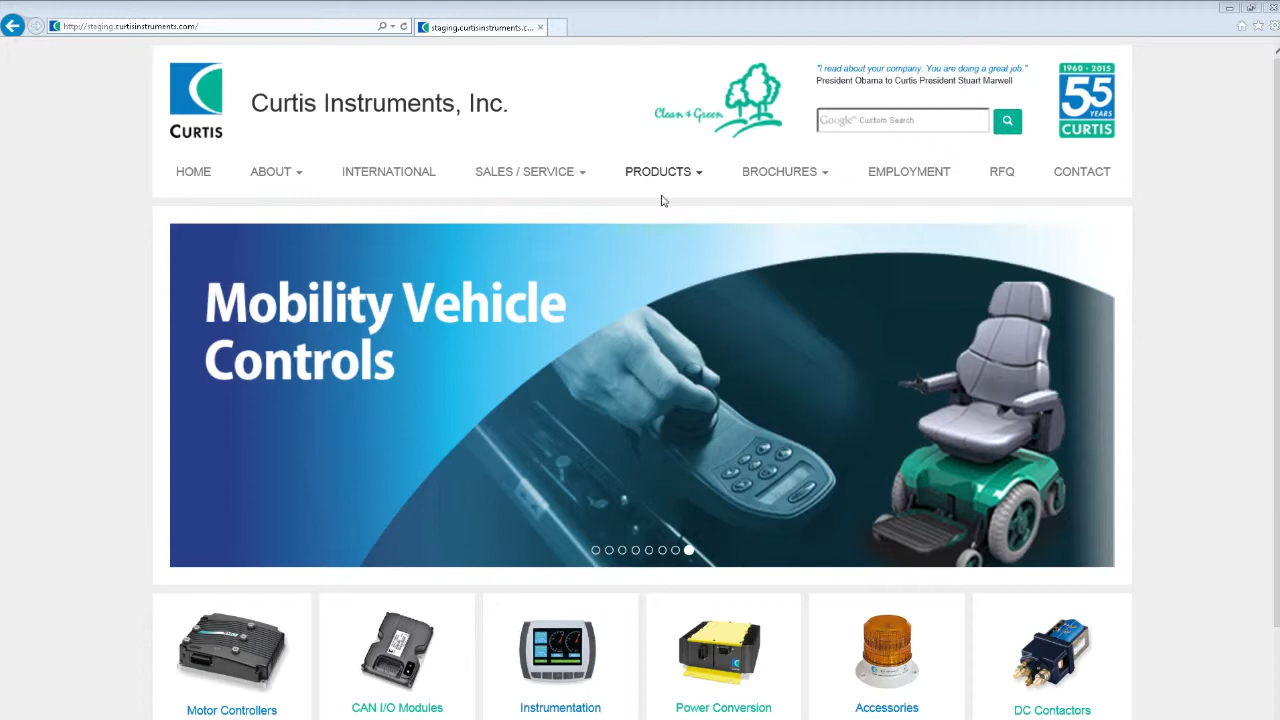 http://staging.curtisinstruments.com/
staging.curtisinstruments.c...
CURTIS
Curtis Instruments, Inc.
Clean & Green
"I read about your company. You are doing a great job."
President Obama to Curtis President Stuart Marwell
Google™ Custom Search
1960 - 2015
55
YEARS
CURTIS
HOME
ABOUT
INTERNATIONAL
SALES / SERVICE
PRODUCTS
BROCHURES
EMPLOYMENT
RFQ
CONTACT
Mobility Vehicle
Controls
Motor Controllers
CAN I/O Modules
Instrumentation
Power Conversion
Accessories
DC Contactors